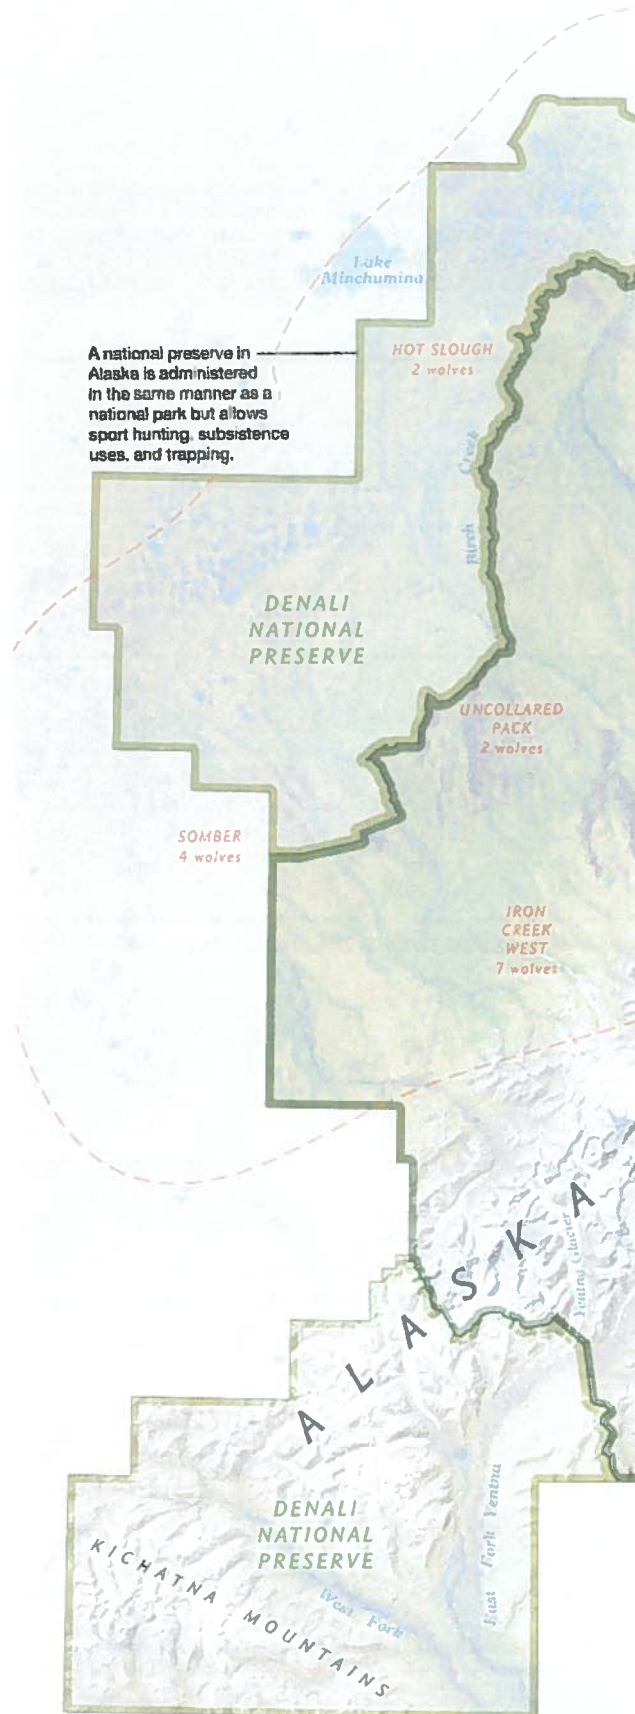 Lake
Minchumina
A national preserve in
Alaska is administered
in the same manner as a
national park but allows
sport hunting, subsistence
uses, and trapping.
HOT SLOUGH
2 wolves
Birch Creek
DENALI
NATIONAL
PRESERVE
UNCOLLARED
PACK
2 wolves
SOMBER
4 wolves
IRON
CREEK
WEST
7 wolves
ALASKA
Yentna Glacier
East Fork Yentna
DENALI
NATIONAL
PRESERVE
West Fork
KICHATNA MOUNTAINS